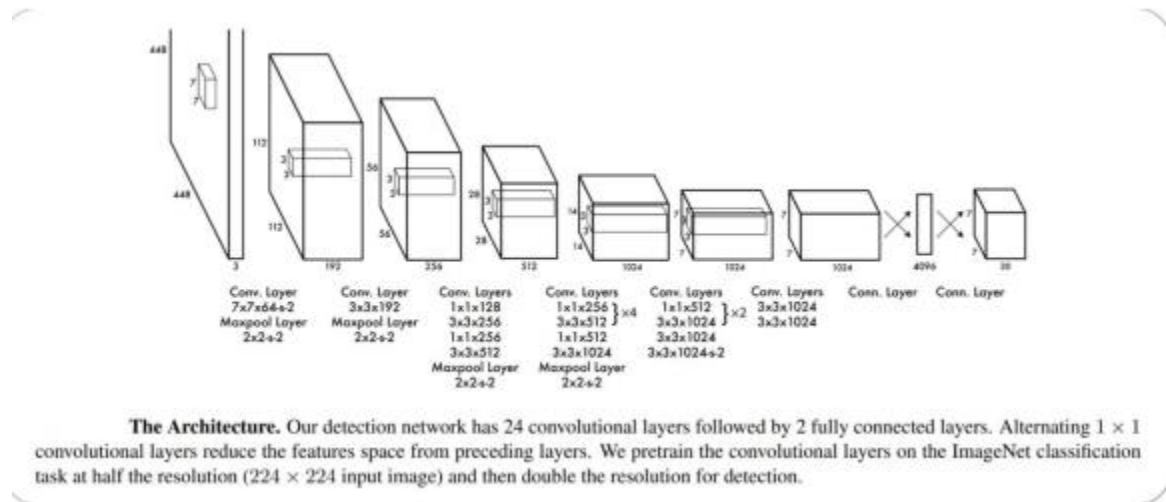 448
7
7
448
3
112
3
3
112
192
56
3
3
56
256
28
3
3
28
512
14
3
3
14
1024
7
3
3
7
1024
7
7
1024
4096
7
7
30
Conv. Layer
7x7x64-s-2
Maxpool Layer
2x2-s-2
Conv. Layer
3x3x192
Maxpool Layer
2x2-s-2
Conv. Layers
1x1x128
3x3x256
1x1x256
3x3x512
Maxpool Layer
2x2-s-2
Conv. Layers
1x1x256
3x3x512 }×4
1x1x512
3x3x1024
Maxpool Layer
2x2-s-2
Conv. Layers
1x1x512
3x3x1024 }×2
3x3x1024
3x3x1024-s-2
Conv. Layers
3x3x1024
3x3x1024
Conn. Layer
Conn. Layer
The Architecture. Our detection network has 24 convolutional layers followed by 2 fully connected layers. Alternating 1 × 1
convolutional layers reduce the features space from preceding layers. We pretrain the convolutional layers on the ImageNet classification
task at half the resolution (224 × 224 input image) and then double the resolution for detection.